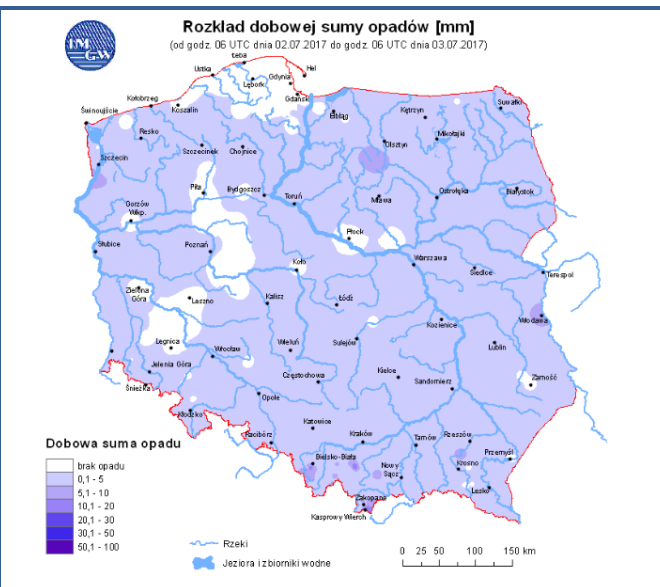 Rozkład dobowej sumy opadów [mm]
(od godz. 06 UTC dnia 02.07.2017 do godz. 06 UTC dnia 03.07.2017)
IM
GW
Łeba
Hel
Ustka
Gdynia
Lębork
Gdańsk
Kołobrzeg
Koszalin
Świnoujście
Elbląg
Kętrzyn
Suwałki
Resko
Szczecinek
Chojnice
Olsztyn
Mikołajki
Szczecin
Piła
Bydgoszcz
Toruń
Mława
Ostrołęka
Białystok
Gorzów
Wlkp.
Płock
Słubice
Poznań
Koło
Warszawa
Siedlce
Terespol
Zielona
Góra
Leszno
Kalisz
Łódź
Kozienice
Włodawa
Legnica
Wrocław
Wieluń
Sulejów
Lublin
Jelenia Góra
Śnieżka
Częstochowa
Kielce
Sandomierz
Zamość
Kłodzko
Opole
Katowice
Racibórz
Kraków
Tarnów
Rzeszów
Przemyśl
Bielsko-Biała
Nowy
Sącz
Krosno
Lesko
Zakopane
Kasprowy Wierch
Dobowa suma opadu
brak opadu
0,1 - 5
5,1 - 10
10,1 - 20
20,1 - 30
30,1 - 50
50,1 - 100
Rzeki
Jeziora i zbiorniki wodne
0 25 50 100 150 km